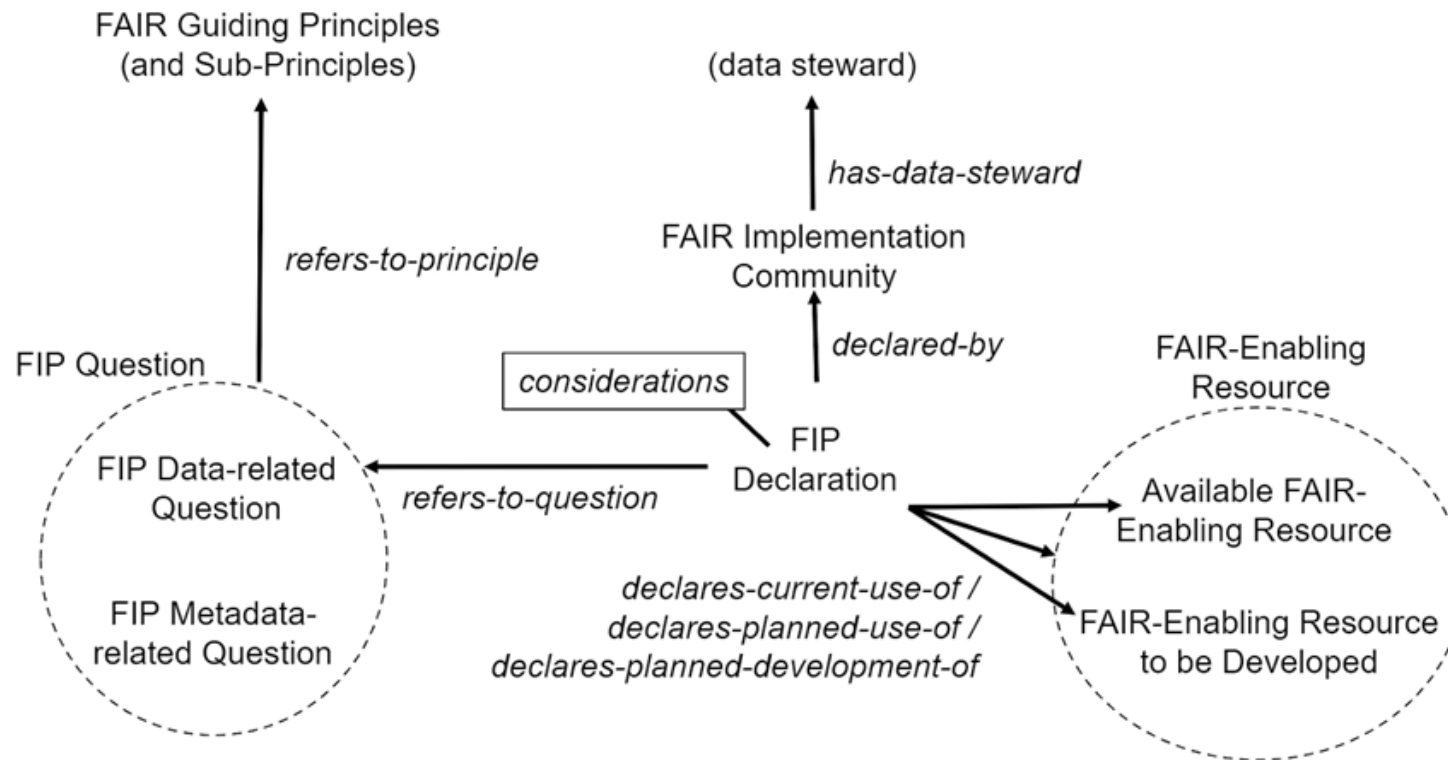 FAIR Guiding Principles
(and Sub-Principles)
(data steward)
has-data-steward
FAIR Implementation
Community
refers-to-principle
declared-by
FIP Question
considerations
FAIR-Enabling
Resource
FIP
Declaration
FIP Data-related
Question
refers-to-question
Available FAIR-
Enabling Resource
declares-current-use-of /
declares-planned-use-of /
declares-planned-development-of
FIP Metadata-
related Question
FAIR-Enabling Resource
to be Developed